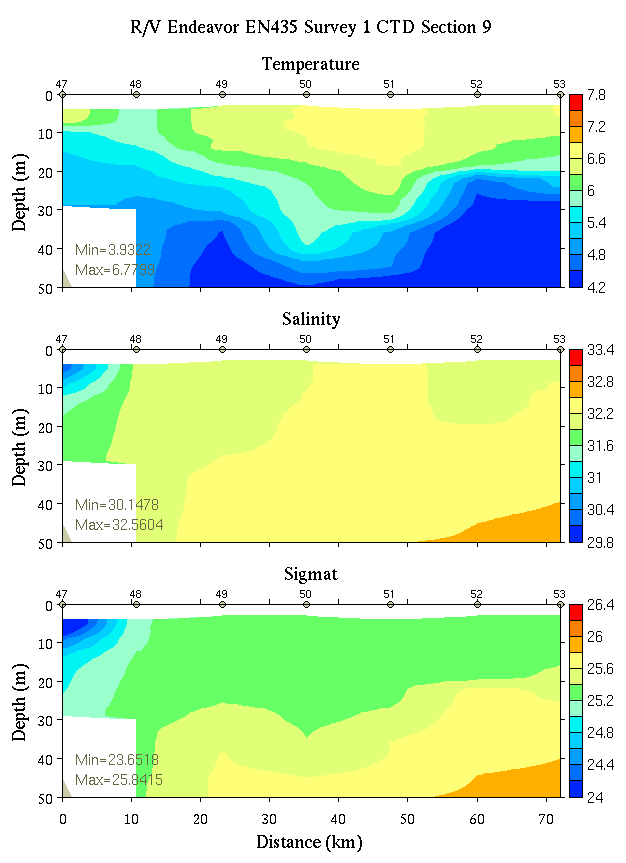 R/V Endeavor EN435 Survey 1 CTD Section 9
Temperature
47 48 49 50 51 52 53
0
10
20
30
40
50
Depth (m)
Min=3.9322
Max=6.7799
7.8
7.2
6.6
6
5.4
4.8
4.2
Salinity
47 48 49 50 51 52 53
0
10
20
30
40
50
Depth (m)
Min=30.1478
Max=32.5604
33.4
32.8
32.2
31.6
31
30.4
29.8
Sigmat
47 48 49 50 51 52 53
0
10
20
30
40
50
Depth (m)
Min=23.6518
Max=25.8415
26.4
26
25.6
25.2
24.8
24.4
24
0 10 20 30 40 50 60 70
Distance (km)